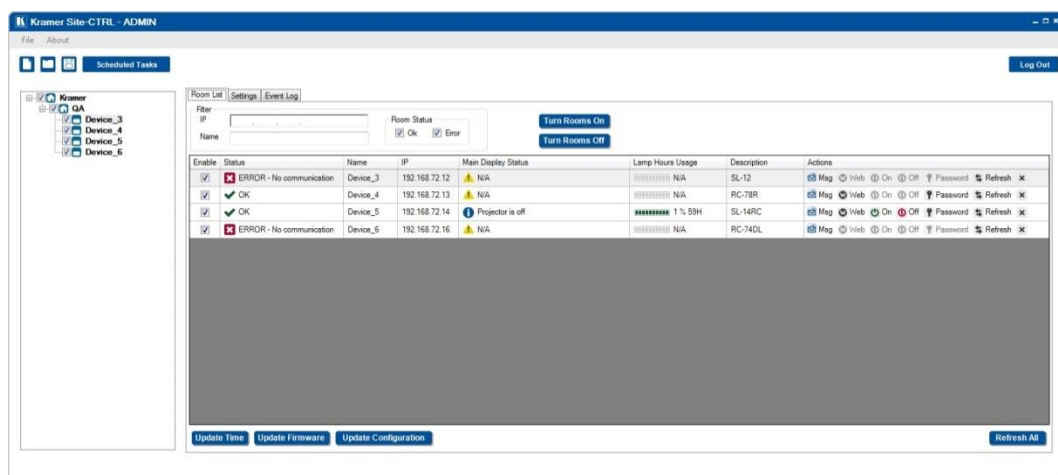 Kramer Site-CTRL - ADMIN
File About
Scheduled Tasks Log Out
Kramer
QA
Device_3
Device_4
Device_5
Device_6
Room List Settings Event Log
Filter
IP
Name
Room Status
Ok Error
Turn Rooms On
Turn Rooms Off
Enable Status Name IP Main Display Status Lamp Hours Usage Description Actions
ERROR - No communication Device_3 192.168.72.12 N/A N/A SL-12 Msg Web On Off Password Refresh
OK Device_4 192.168.72.13 N/A N/A RC-78R Msg Web On Off Password Refresh
OK Device_5 192.168.72.14 Projector is off 1 % 59H SL-14RC Msg Web On Off Password Refresh
ERROR - No communication Device_6 192.168.72.16 N/A N/A RC-74DL Msg Web On Off Password Refresh
Update Time Update Firmware Update Configuration Refresh All